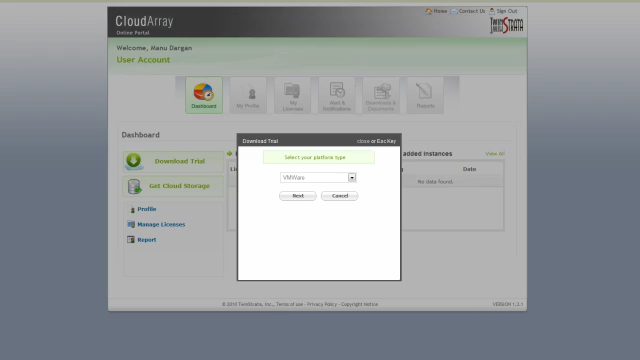 CloudArray
Online Portal
Home
Contact Us
Sign Out
TWINSTRATA
Welcome, Manu Dargan
User Account
Dashboard
My Profile
My Licenses
Alert & Notifications
Downloads & Documents
Reports
Dashboard
Download Trial
Get Cloud Storage
Profile
Manage Licenses
Report
Download Trial
close or Esc Key
Select your platform type
VMWare
Next
Cancel
added Instances
View All
Date
No data found.
© 2010 TwinStrata, Inc., Terms of use - Privacy Policy - Copyright Notice
VERSION 1.2.1